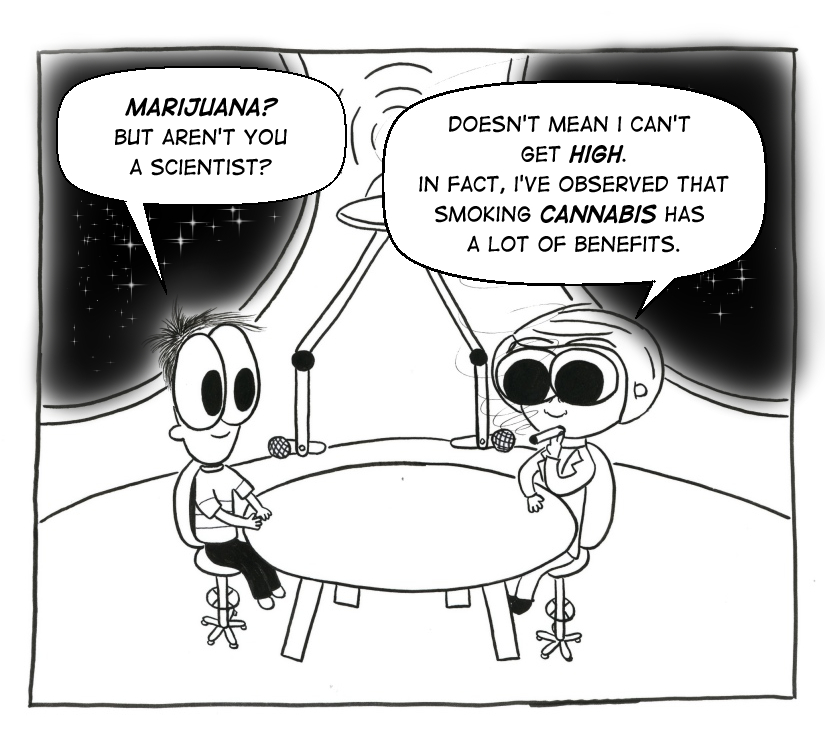 MARIJUANA?
BUT AREN'T YOU
A SCIENTIST?
DOESN'T MEAN I CAN'T
GET HIGH.
IN FACT, I'VE OBSERVED THAT
SMOKING CANNABIS HAS
A LOT OF BENEFITS.